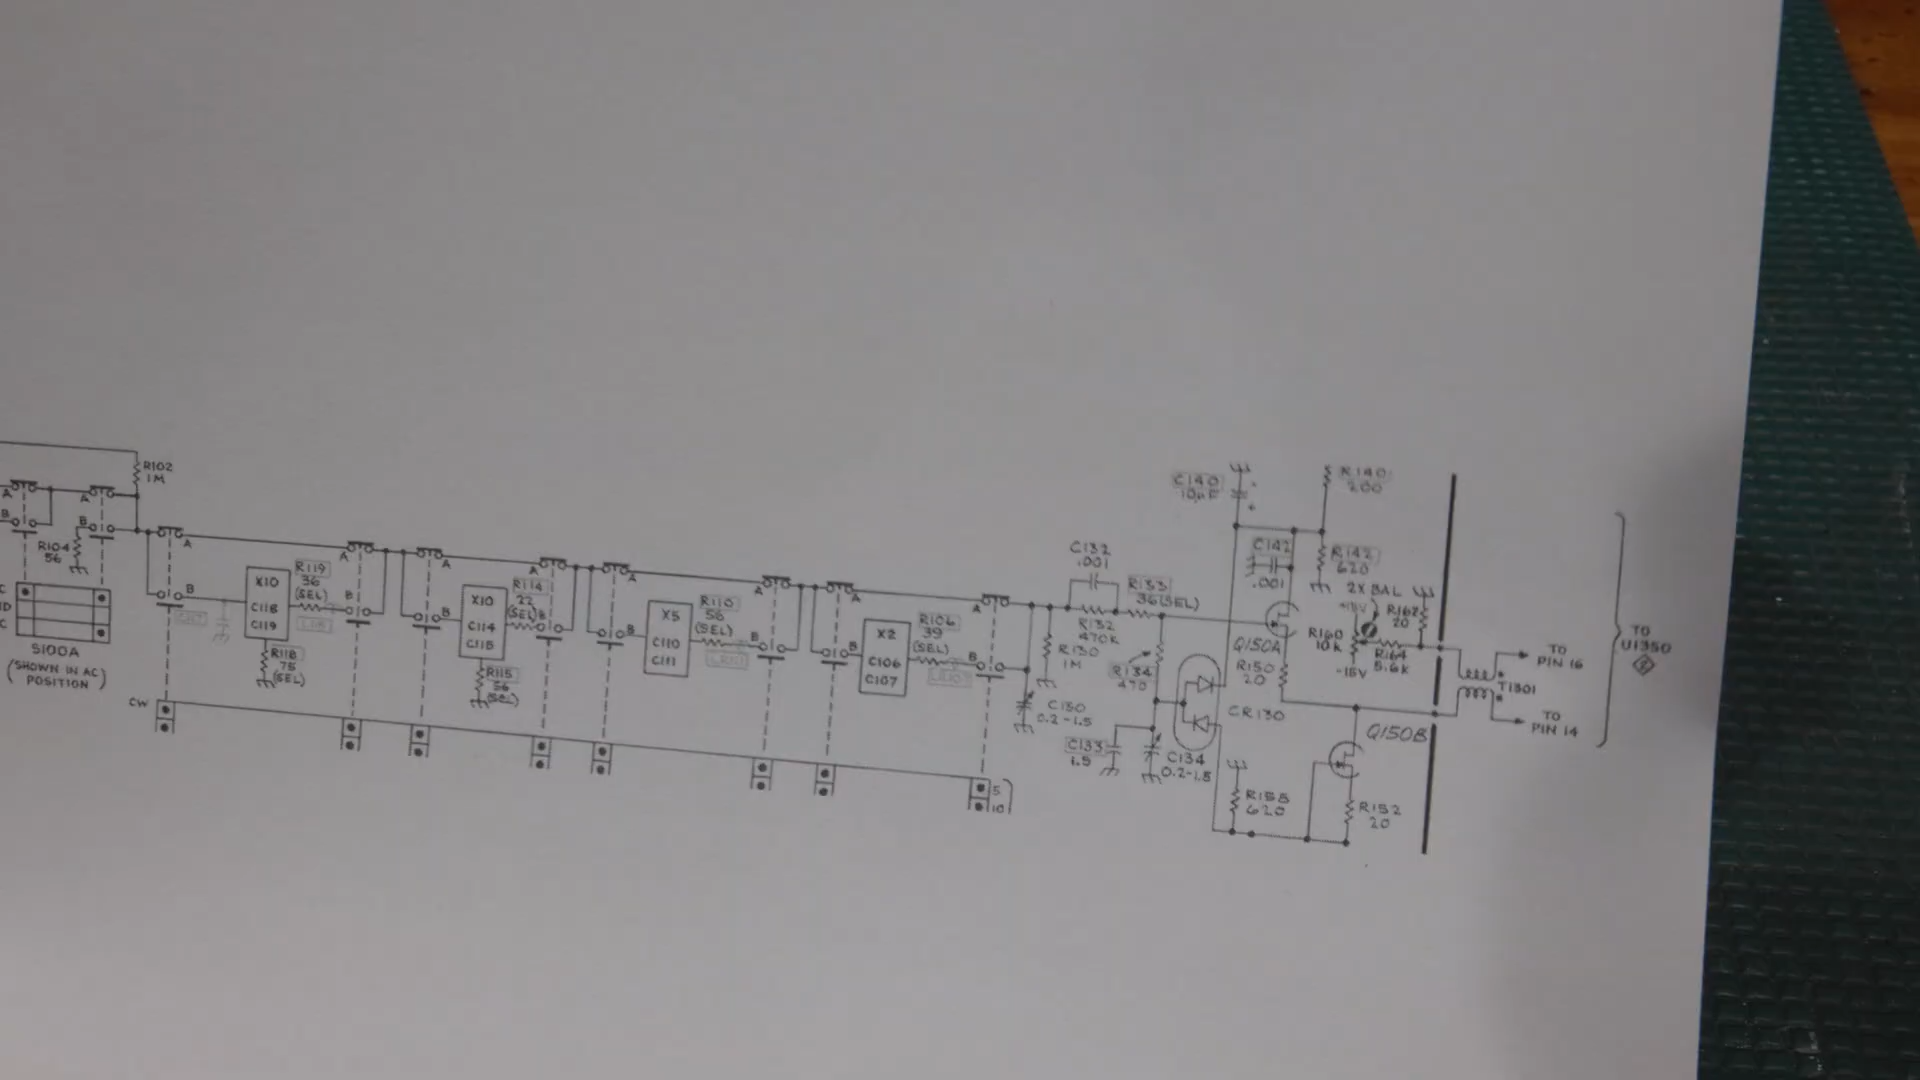 R102
1M
A
A
B
B
R104
56
C
D
C
S100A
(SHOWN IN AC
POSITION)
CW
A
B
X10
C118
C119
R119
36
(SEL)
R118
75
(SEL)
A
B
A
B
X10
C114
C115
R114
22
(SEL)
R115
56
(SEL)
A
B
A
B
X5
C110
C111
R110
56
(SEL)
A
B
A
B
X2
C106
C107
R106
39
(SEL)
A
B
5
10
C132
.001
R133
36(SEL)
R132
470K
R130
1M
R134
470
C130
0.2-1.5
C133
1.5
C134
0.2-1.5
CR130
C140
10µF
R140
200
C142
.001
R142
620
2X BAL
+15V
R162
20
R160
10K
R164
5.6K
-15V
Q150A
R150
20
Q150B
R155
620
R152
20
TO
PIN 16
T1301
TO
PIN 14
TO
U1350
2